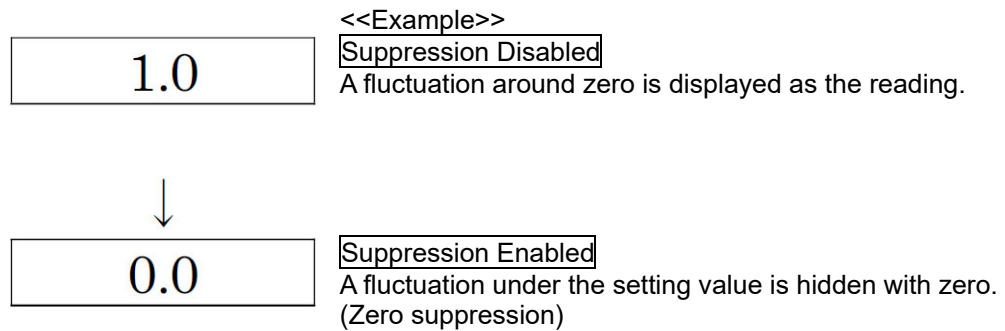 <<Example>>
1.0
Suppression Disabled
A fluctuation around zero is displayed as the reading.
↓
0.0
Suppression Enabled
A fluctuation under the setting value is hidden with zero.
(Zero suppression)